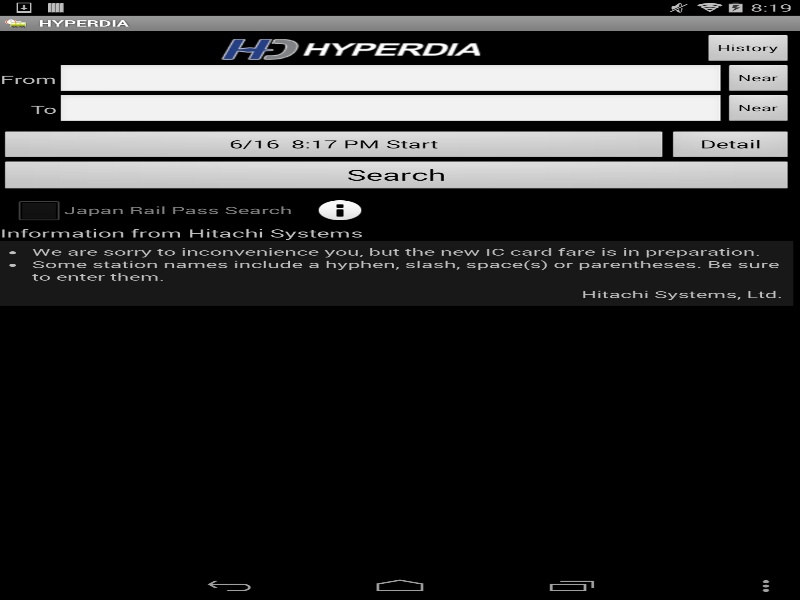 8:19
HYPERDIA
HD HYPERDIA
History
From
Near
To
Near
6/16 8:17 PM Start
Detail
Search
Japan Rail Pass Search
i
Information from Hitachi Systems
• We are sorry to inconvenience you, but the new IC card fare is in preparation.
• Some station names include a hyphen, slash, space(s) or parentheses. Be sure
to enter them.
Hitachi Systems, Ltd.